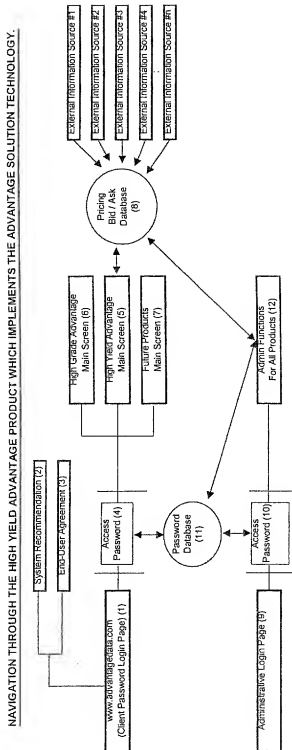 NAVIGATION THROUGH THE HIGH YIELD ADVANTAGE PRODUCT WHICH IMPLEMENTS THE ADVANTAGE SOLUTION TECHNOLOGY.
System Recommendation (2)
End-User Agreement (3)
www.advantagedata.com
(Client Password Login Page) (1)
Access
Password (4)
High Grade Advantage
Main Screen (6)
High Yield Advantage
Main Screen (5)
Future Products
Main Screen (7)
Pricing
Bid / Ask
Database
(8)
External Information Source #1
External Information Source #2
External Information Source #3
External Information Source #4
External Information Source #n
Password
Database
(11)
Administrative Login Page (9)
Access
Password (10)
Admin Functions
For All Products (12)